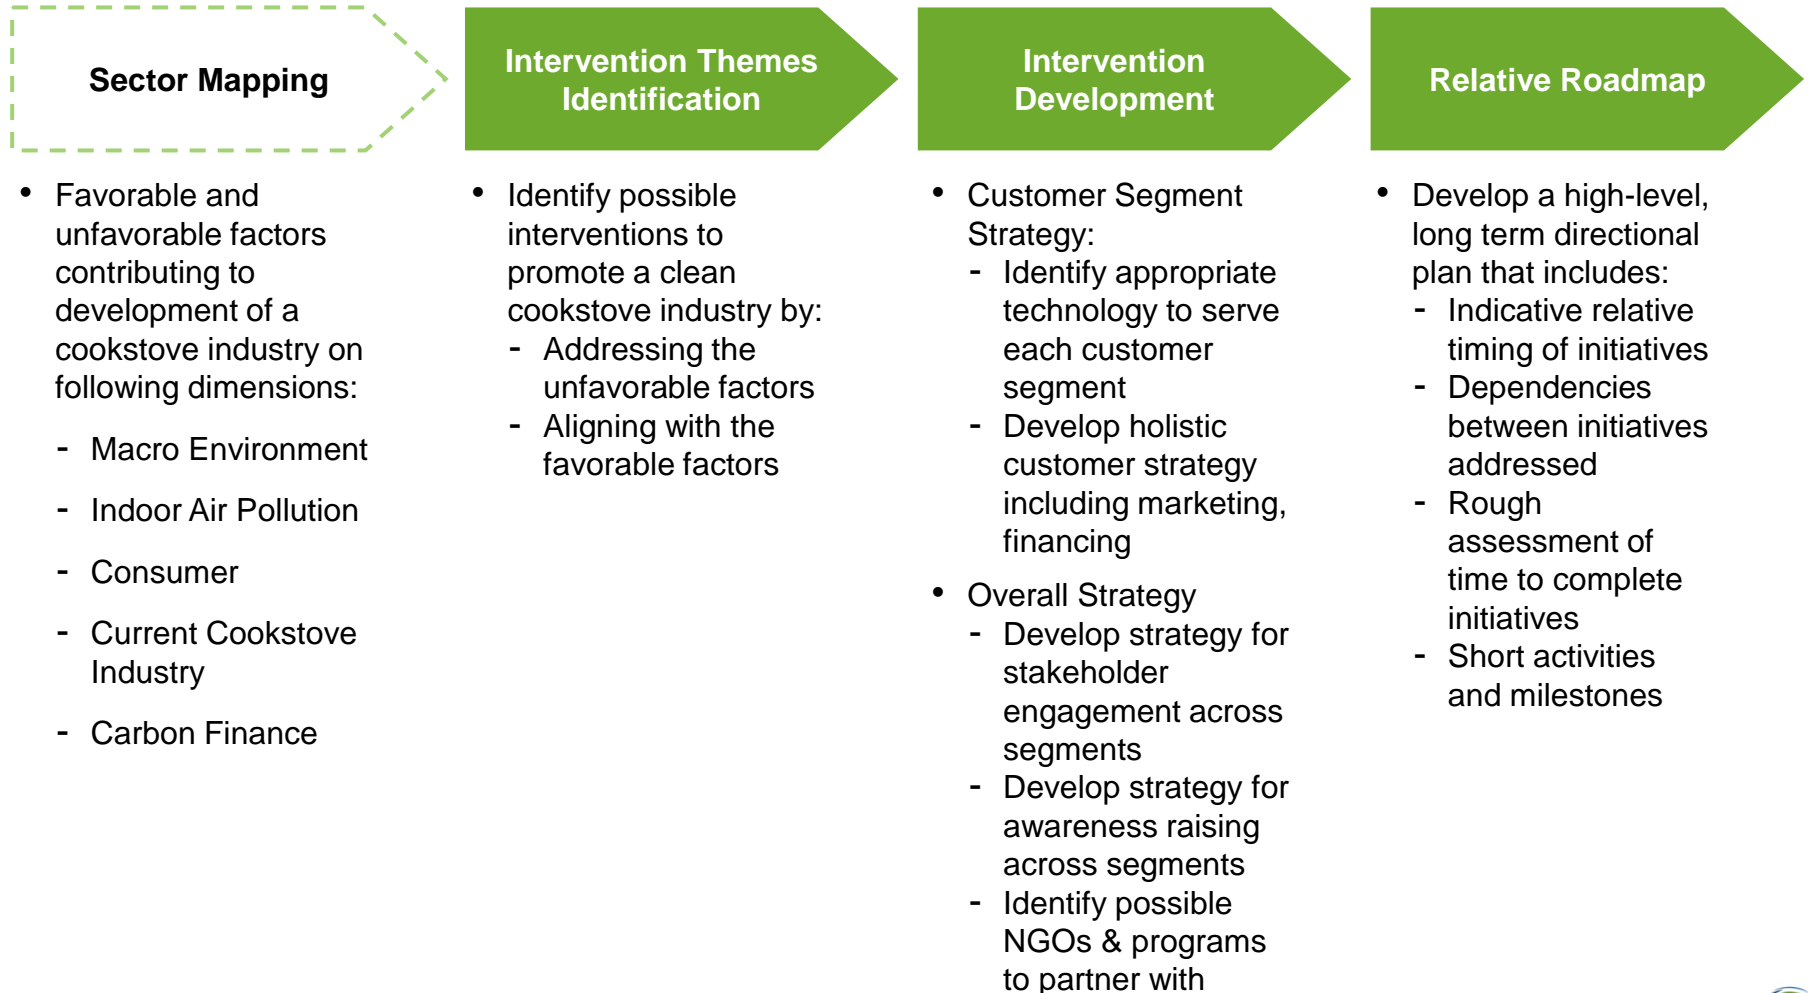 Sector Mapping
Intervention Themes
Identification
Intervention
Development
Relative Roadmap
• Favorable and
unfavorable factors
contributing to
development of a
cookstove industry on
following dimensions:
- Macro Environment
- Indoor Air Pollution
- Consumer
- Current Cookstove
Industry
- Carbon Finance
• Identify possible
interventions to
promote a clean
cookstove industry by:
- Addressing the
unfavorable factors
- Aligning with the
favorable factors
• Customer Segment
Strategy:
- Identify appropriate
technology to serve
each customer
segment
- Develop holistic
customer strategy
including marketing,
financing
• Overall Strategy
- Develop strategy for
stakeholder
engagement across
segments
- Develop strategy for
awareness raising
across segments
- Identify possible
NGOs & programs
to partner with
• Develop a high-level,
long term directional
plan that includes:
- Indicative relative
timing of initiatives
- Dependencies
between initiatives
addressed
- Rough
assessment of
time to complete
initiatives
- Short activities
and milestones